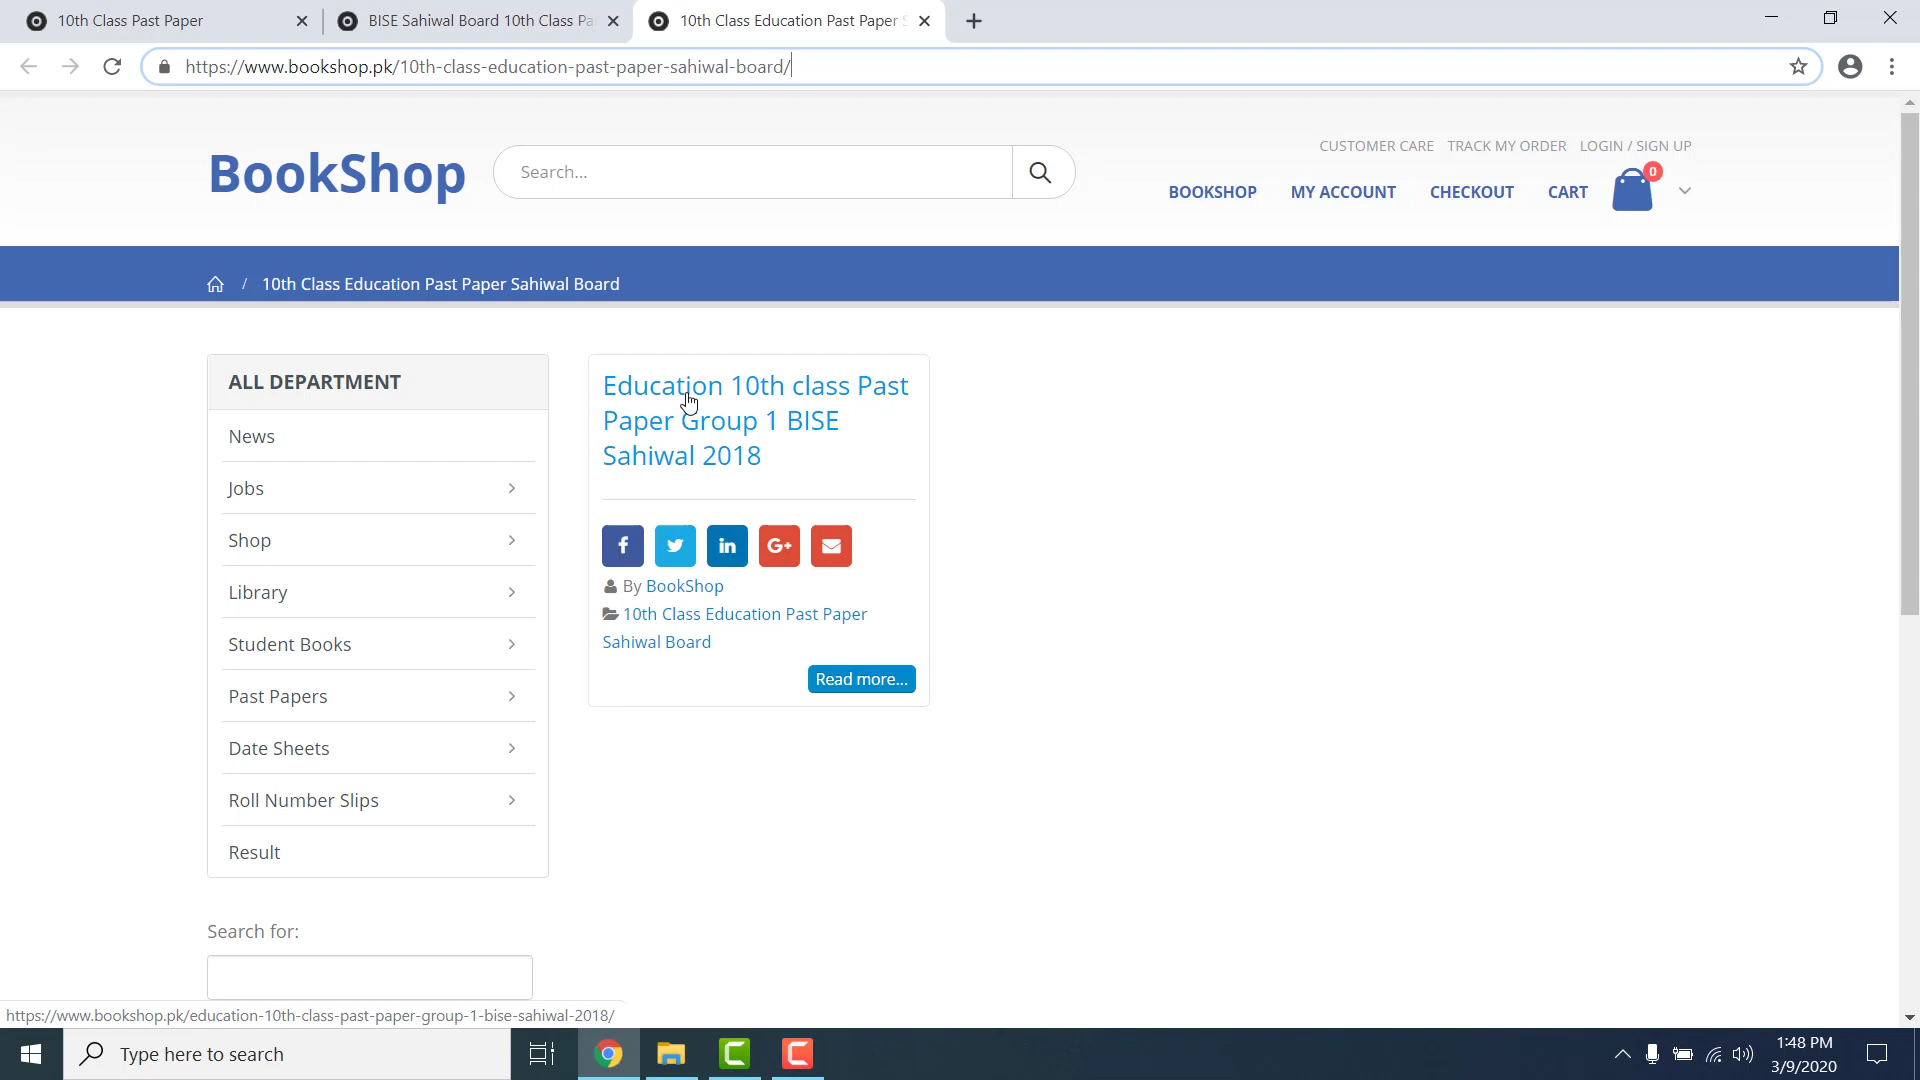 10th Class Past Paper
BISE Sahiwal Board 10th Class Pa
10th Class Education Past Paper S
https://www.bookshop.pk/10th-class-education-past-paper-sahiwal-board/
CUSTOMER CARE TRACK MY ORDER LOGIN / SIGN UP
BookShop
Search...
BOOKSHOP MY ACCOUNT CHECKOUT CART 0
/ 10th Class Education Past Paper Sahiwal Board
ALL DEPARTMENT
News
Jobs
Shop
Library
Student Books
Past Papers
Date Sheets
Roll Number Slips
Result
Search for:
Education 10th class Past
Paper Group 1 BISE
Sahiwal 2018
f in G+
By BookShop
10th Class Education Past Paper
Sahiwal Board
Read more...
https://www.bookshop.pk/education-10th-class-past-paper-group-1-bise-sahiwal-2018/
Type here to search
C C
1:48 PM
3/9/2020